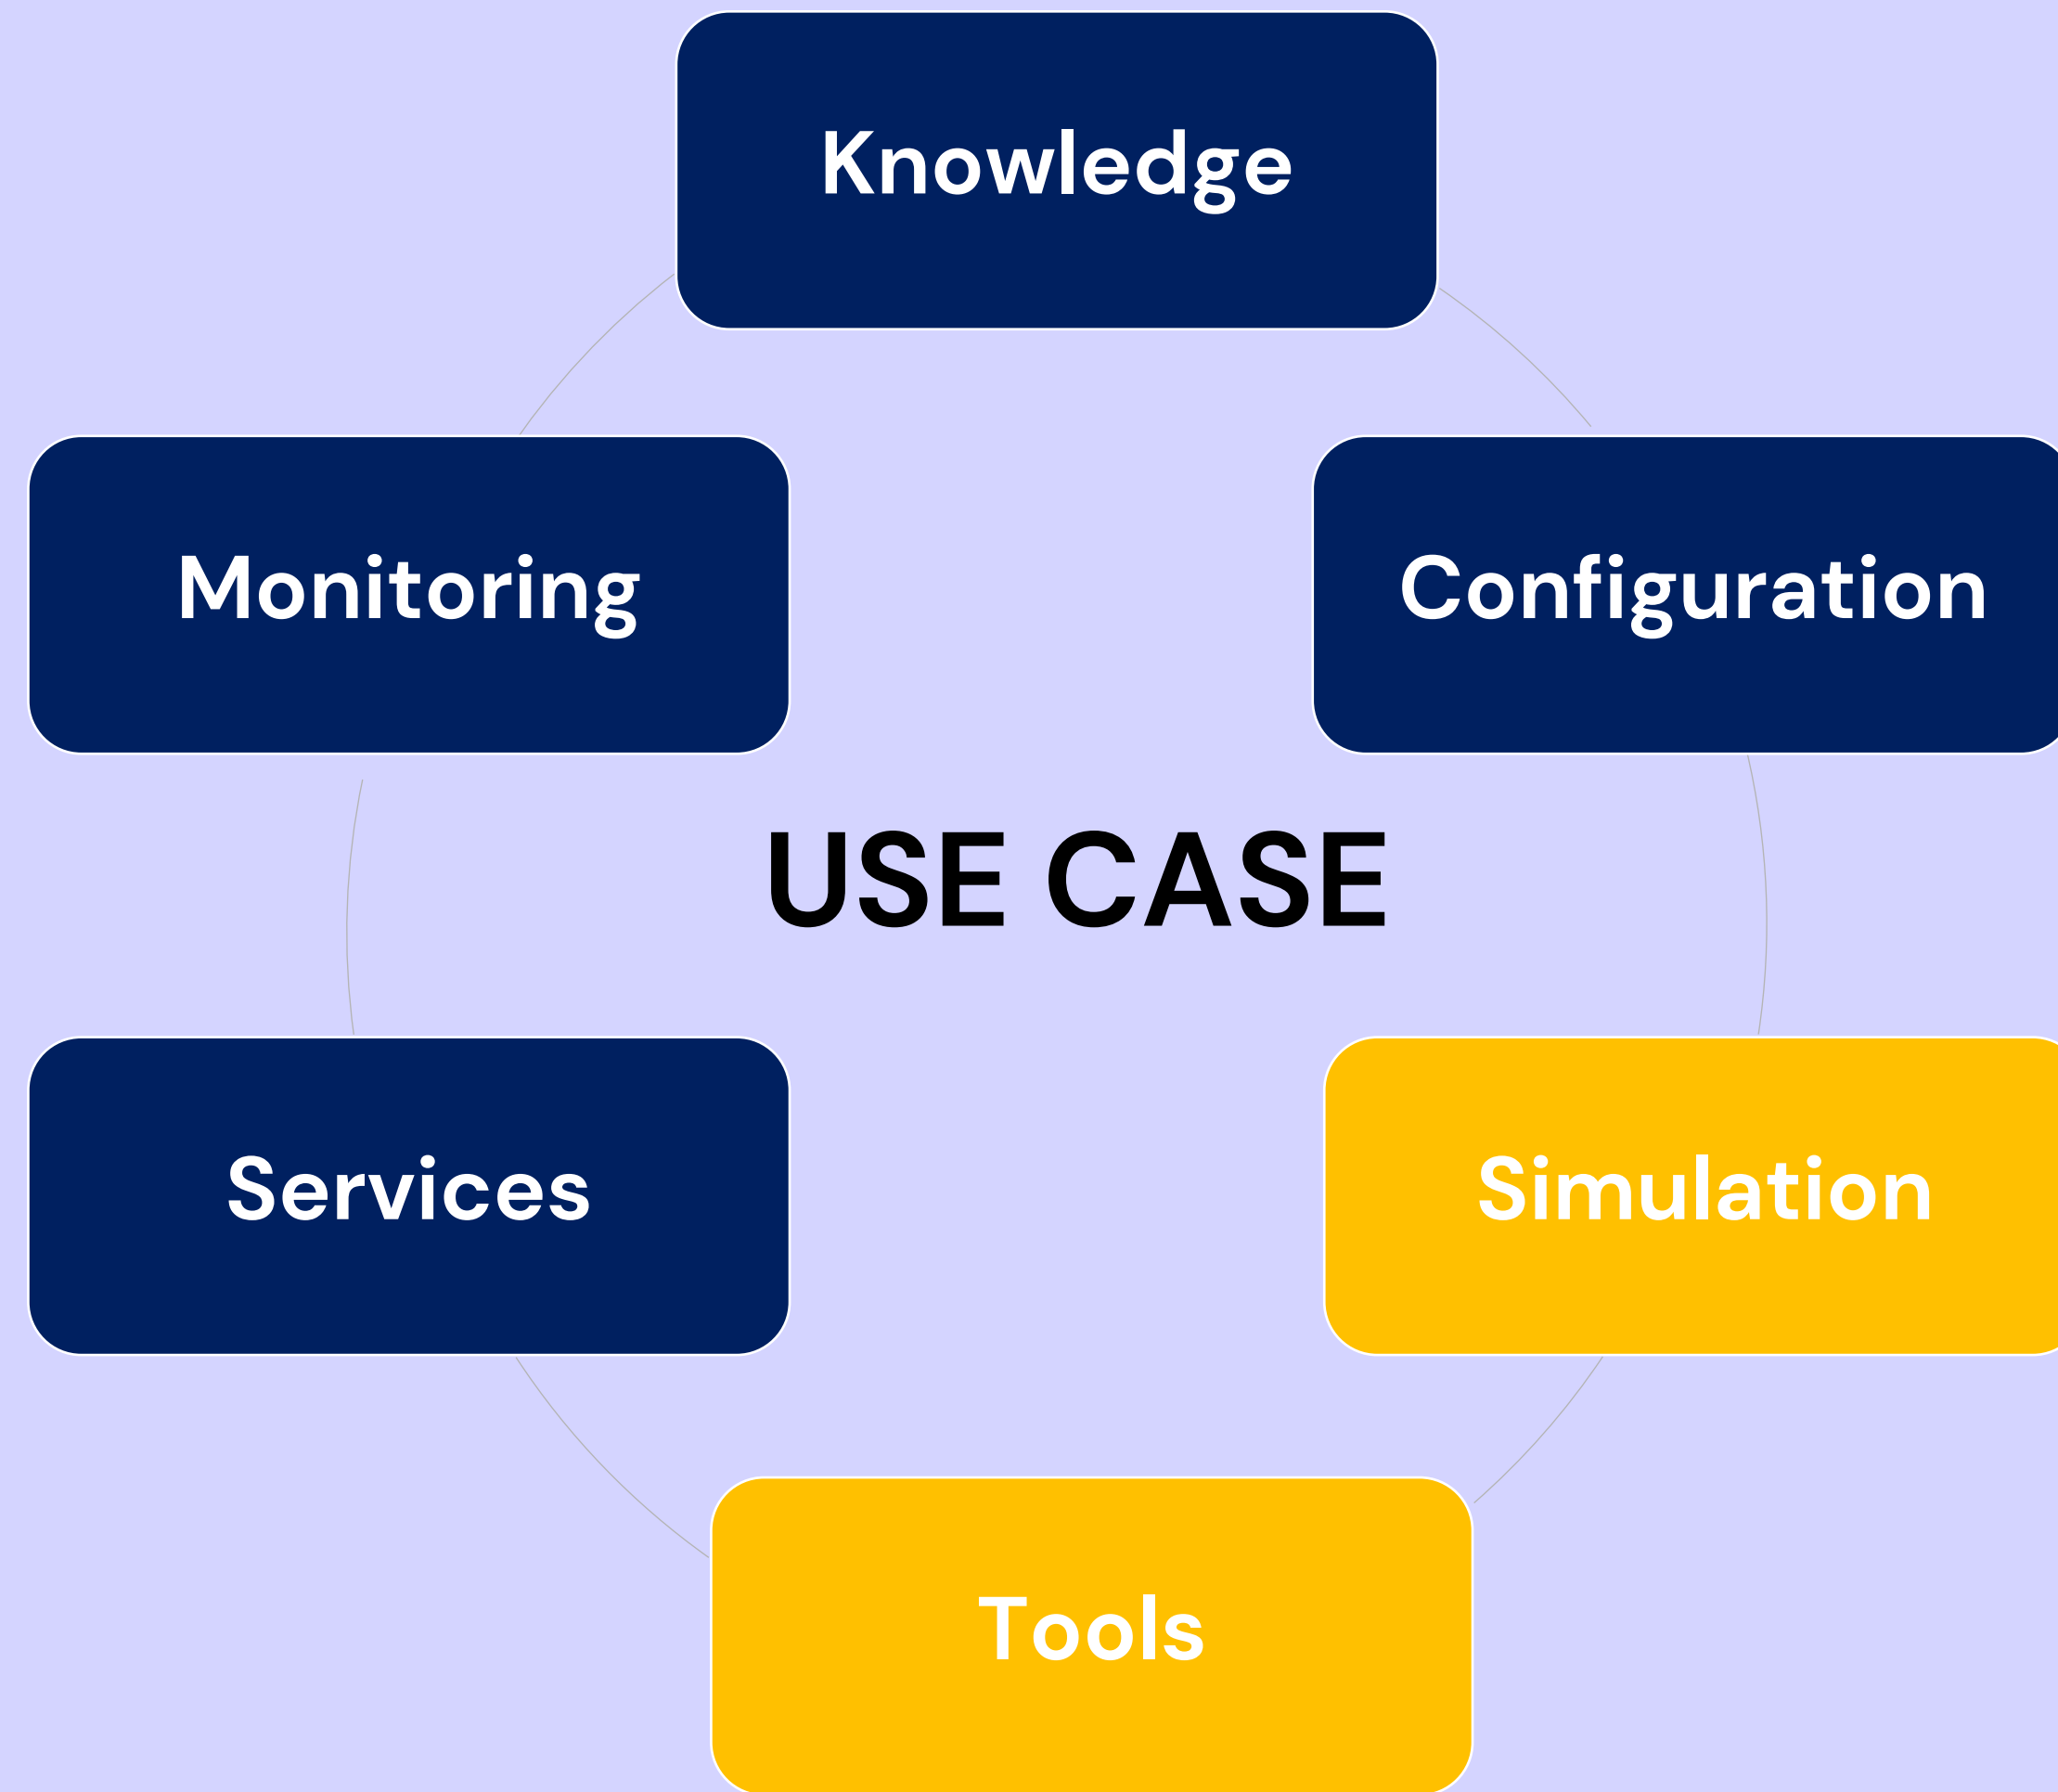 Knowledge
Monitoring
Configuration
USE CASE
Services
Simulation
Tools